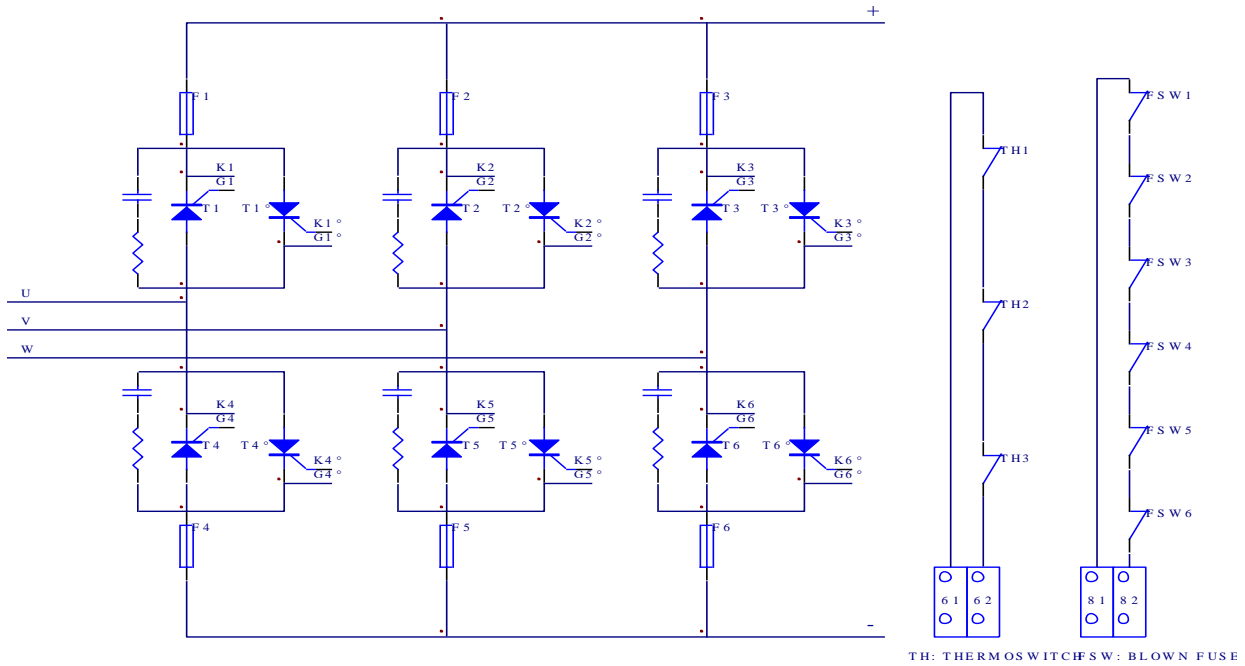 +
F1
F2
F3
K1
G1
T1
T1°
K1°
G1°
K2
G2
T2
T2°
K2°
G2°
K3
G3
T3
T3°
K3°
G3°
U
V
W
K4
G4
T4
T4°
K4°
G4°
K5
G5
T5
T5°
K5°
G5°
K6
G6
T6
T6°
K6°
G6°
F4
F5
F6
-
TH1
TH2
TH3
61 62
TH: THERMOSWITCH
FSW1
FSW2
FSW3
FSW4
FSW5
FSW6
81 82
FSW: BLOWN FUSE